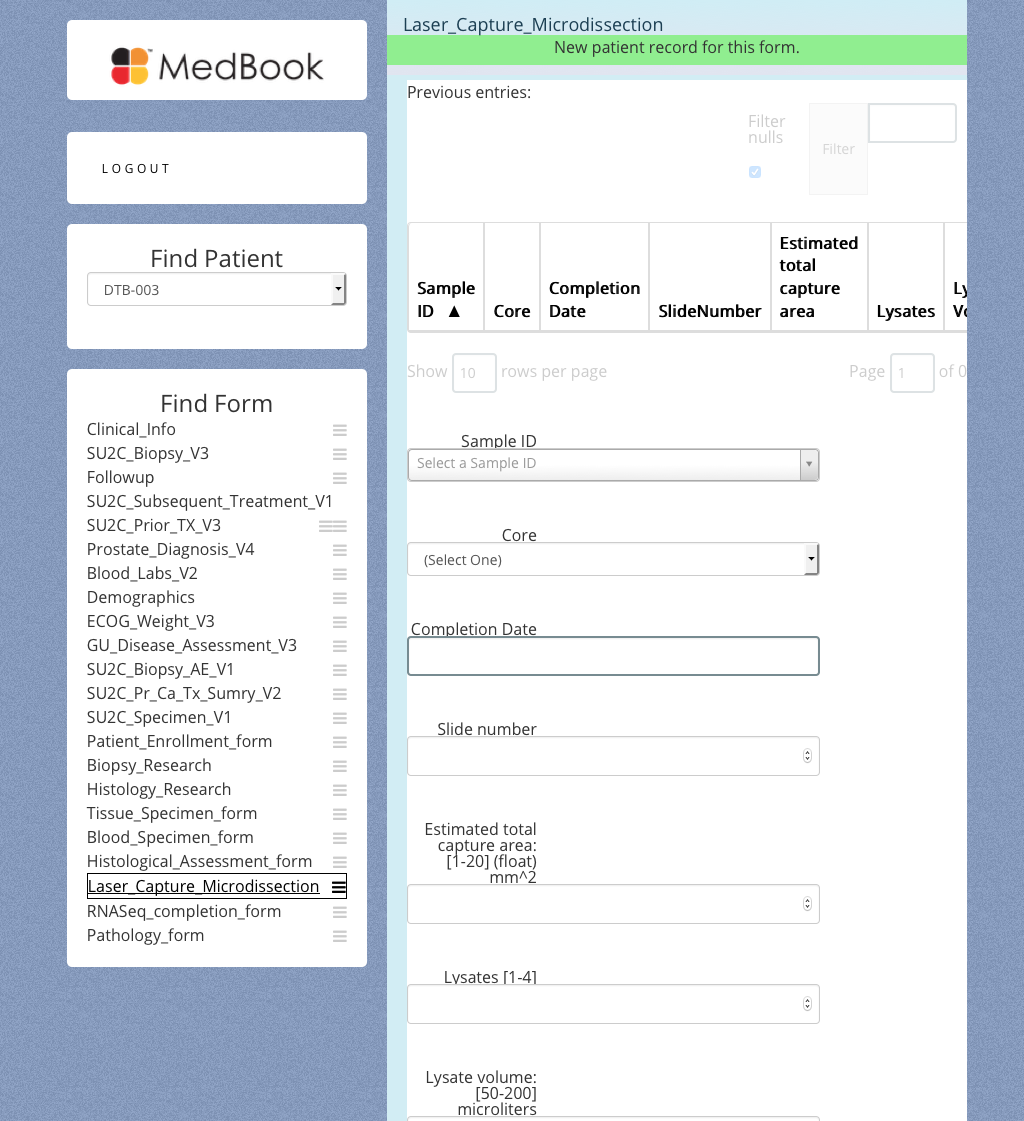 MedBook
LOGOUT
Find Patient
DTB-003
Find Form
Clinical_Info
SU2C_Biopsy_V3
Followup
SU2C_Subsequent_Treatment_V1
SU2C_Prior_TX_V3
Prostate_Diagnosis_V4
Blood_Labs_V2
Demographics
ECOG_Weight_V3
GU_Disease_Assessment_V3
SU2C_Biopsy_AE_V1
SU2C_Pr_Ca_Tx_Sumry_V2
SU2C_Specimen_V1
Patient_Enrollment_form
Biopsy_Research
Histology_Research
Tissue_Specimen_form
Blood_Specimen_form
Histological_Assessment_form
Laser_Capture_Microdissection
RNASeq_completion_form
Pathology_form
Laser_Capture_Microdissection
New patient record for this form.
Previous entries:
Filter
nulls
Filter
Sample
ID ▲
Core
Completion
Date
SlideNumber
Estimated
total
capture
area
Lysates
Show 10 rows per page
Page 1 of 0
Sample ID
Select a Sample ID
Core
(Select One)
Completion Date
Slide number
Estimated total
capture area:
[1-20] (float)
mm^2
Lysates [1-4]
Lysate volume:
[50-200]
microliters